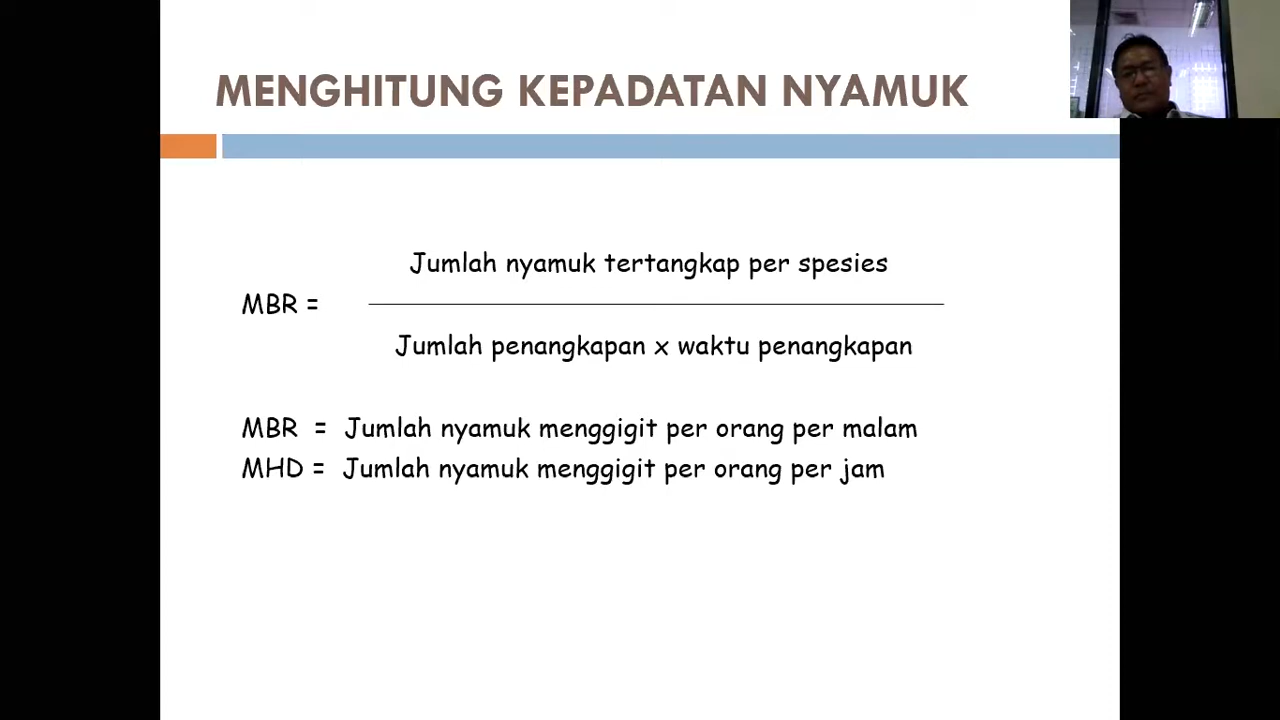 MENGHITUNG KEPADATAN NYAMUK
Jumlah nyamuk tertangkap per spesies
MBR =
Jumlah penangkapan x waktu penangkapan
MBR = Jumlah nyamuk menggigit per orang per malam
MHD = Jumlah nyamuk menggigit per orang per jam